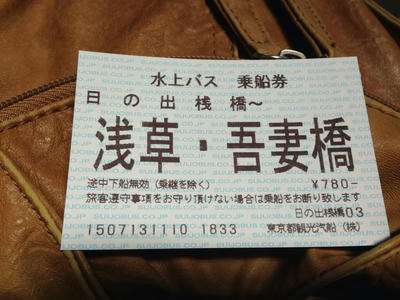 水上バス 乗船券
日の出桟橋～
浅草・吾妻橋
途中下船無効(乗継を除く) ¥780-
旅客遵守事項をお守り頂けない場合は乗船をお断り致します
日の出桟橋03
1507131110 1833 東京都観光汽船(株)
SUIJOBUS.CO.JP